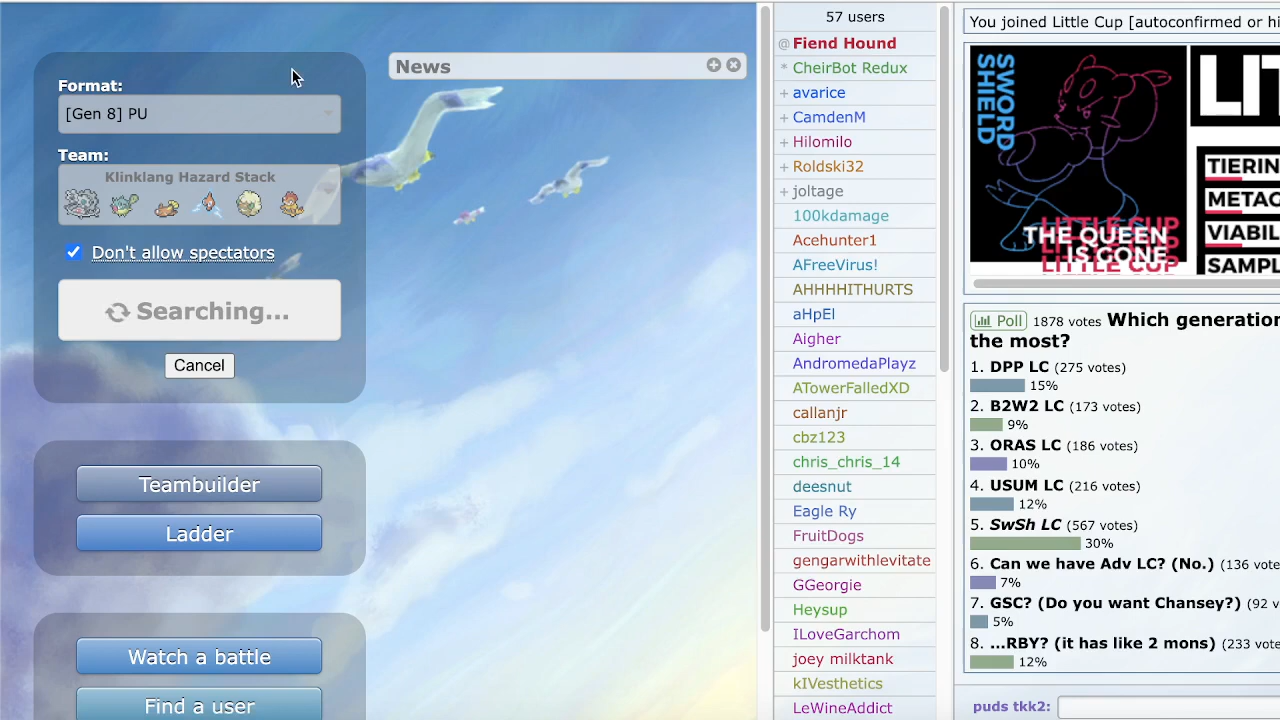 Format:
[Gen 8] PU
Team:
Klinklang Hazard Stack
Don't allow spectators
Searching...
Cancel
Teambuilder
Ladder
Watch a battle
Find a user
News
57 users
@ Fiend Hound
* CheirBot Redux
+ avarice
+ CamdenM
+ Hilomilo
+ Roldski32
+ joltage
100kdamage
Acehunter1
AFreeVirus!
AHHHHITHURTS
aHpEl
Aigher
AndromedaPlayz
ATowerFalledXD
callanjr
cbz123
chris_chris_14
deesnut
Eagle Ry
FruitDogs
gengarwithlevitate
GGeorgie
Heysup
ILoveGarchom
joey milktank
kIVesthetics
LeWineAddict
You joined Little Cup [autoconfirmed or hi
SWORD
SHIELD
LITTLE CUP
THE QUEEN
IS GONE
LITTLE CUP
LIT
TIERIN
METAG
VIABIL
SAMPL
Poll 1878 votes Which generation
the most?
1. DPP LC (275 votes)
15%
2. B2W2 LC (173 votes)
9%
3. ORAS LC (186 votes)
10%
4. USUM LC (216 votes)
12%
5. SwSh LC (567 votes)
30%
6. Can we have Adv LC? (No.) (136 vote
7%
7. GSC? (Do you want Chansey?) (92 v
5%
8. ...RBY? (it has like 2 mons) (233 vote
12%
puds tkk2: